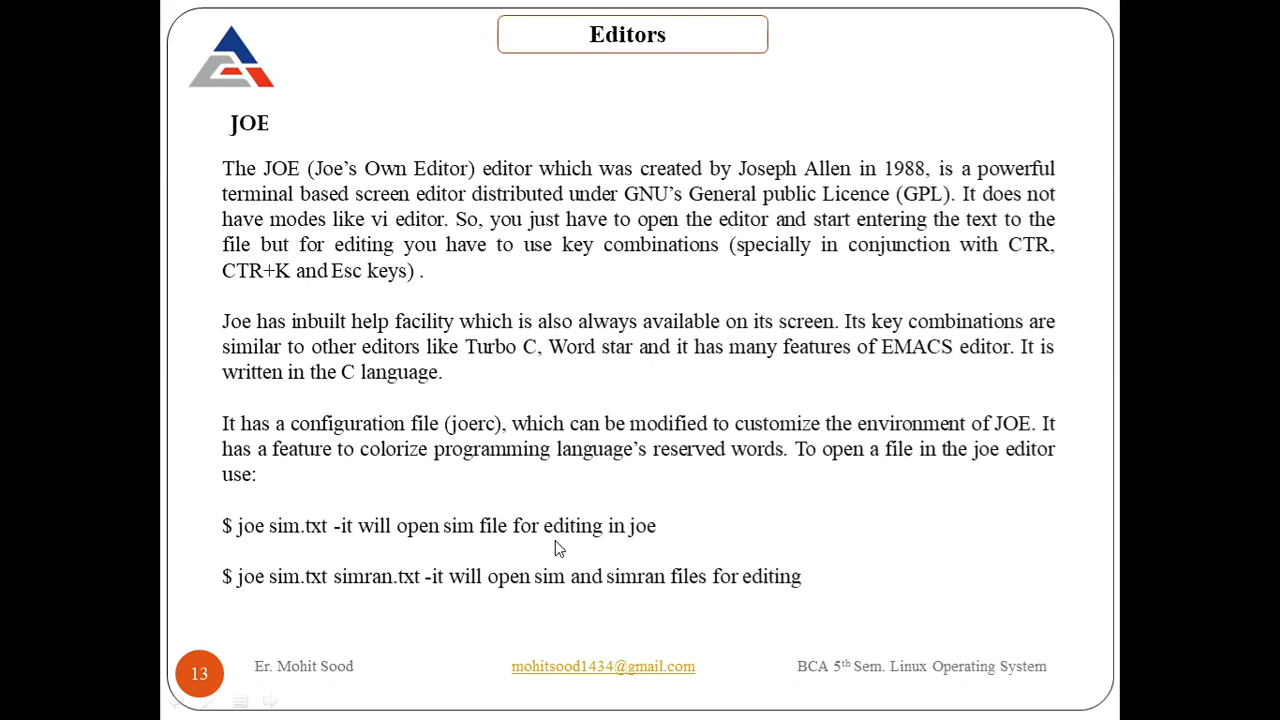 Editors
JOE
The JOE (Joe's Own Editor) editor which was created by Joseph Allen in 1988, is a powerful
terminal based screen editor distributed under GNU's General public Licence (GPL). It does not
have modes like vi editor. So, you just have to open the editor and start entering the text to the
file but for editing you have to use key combinations (specially in conjunction with CTR,
CTR+K and Esc keys) .
Joe has inbuilt help facility which is also always available on its screen. Its key combinations are
similar to other editors like Turbo C, Word star and it has many features of EMACS editor. It is
written in the C language.
It has a configuration file (joerc), which can be modified to customize the environment of JOE. It
has a feature to colorize programming language's reserved words. To open a file in the joe editor
use:
$ joe sim.txt -it will open sim file for editing in joe
$ joe sim.txt simran.txt -it will open sim and simran files for editing
13 Er. Mohit Sood mohitsood1434@gmail.com BCA 5th Sem. Linux Operating System